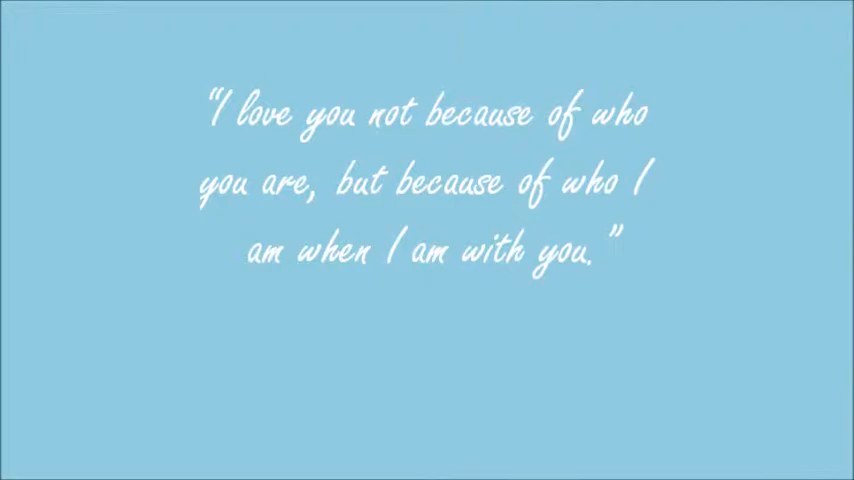 “I love you not because of who
you are, but because of who I
am when I am with you.”